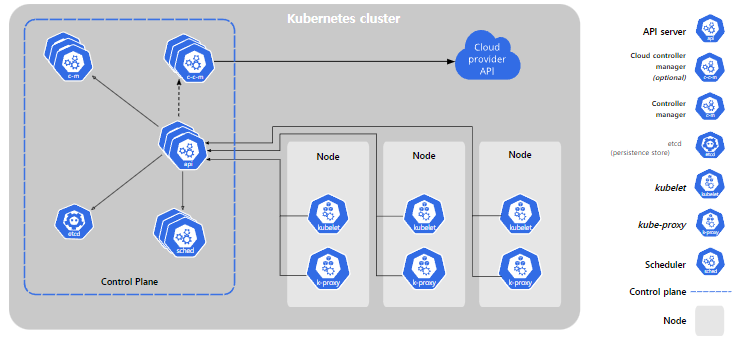 Kubernetes cluster
c-m
c-c-m
Cloud
provider
API
api
etcd
sched
Control Plane
Node
Node
Node
kubelet
kubelet
kubelet
k-proxy
k-proxy
k-proxy
API server
api
Cloud controller
manager
(optional)
c-c-m
Controller
manager
c-m
etcd
(persistence store)
etcd
kubelet
kubelet
kube-proxy
k-proxy
Scheduler
sched
Control plane
Node